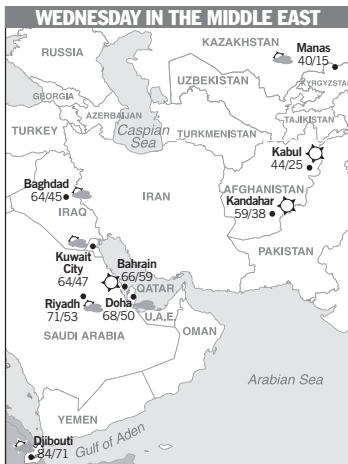 WEDNESDAY IN THE MIDDLE EAST
KAZAKHSTAN
Manas
40/15
RUSSIA
UZBEKISTAN
KYRGYZSTAN
GEORGIA
AZERBAIJAN
TAJIKISTAN
TURKEY
Caspian
Sea
TURKMENISTAN
Kabul
44/25
Baghdad
64/45
IRAQ
IRAN
AFGHANISTAN
Kandahar
59/38
PAKISTAN
Kuwait
City
64/47
Bahrain
66/59
QATAR
Riyadh
71/53
Doha
68/50
U.A.E.
SAUDI ARABIA
OMAN
Arabian Sea
YEMEN
Djibouti
84/71
Gulf of Aden